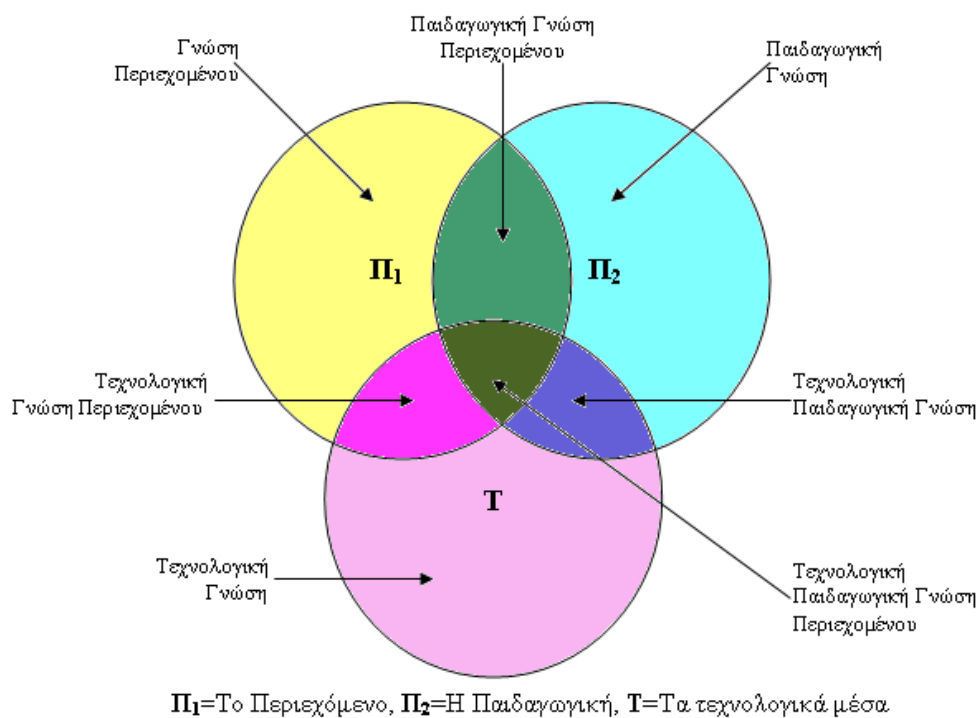 Γνώση
Περιεχομένου
Παιδαγωγική Γνώση
Περιεχομένου
Παιδαγωγική
Γνώση
Π₁
Π₂
Τεχνολογική
Γνώση Περιεχομένου
Τεχνολογική
Παιδαγωγική Γνώση
Τ
Τεχνολογική
Γνώση
Τεχνολογική
Παιδαγωγική Γνώση
Περιεχομένου
Π₁=Το Περιεχόμενο, Π₂=Η Παιδαγωγική, Τ=Τα τεχνολογικά μέσα